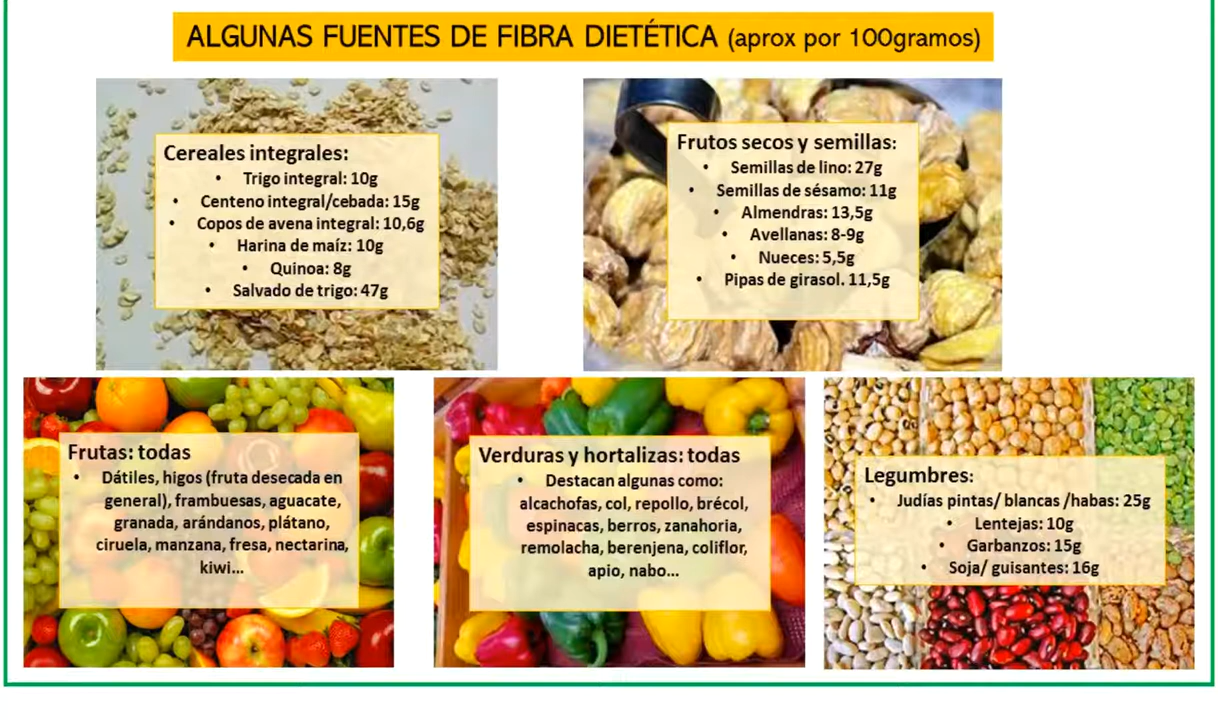 ALGUNAS FUENTES DE FIBRA DIETÉTICA (aprox por 100gramos)
Cereales integrales:
• Trigo integral: 10g
• Centeno integral/cebada: 15g
• Copos de avena integral: 10,6g
• Harina de maíz: 10g
• Quinoa: 8g
• Salvado de trigo: 47g
Frutos secos y semillas:
• Semillas de lino: 27g
• Semillas de sésamo: 11g
• Almendras: 13,5g
• Avellanas: 8-9g
• Nueces: 5,5g
• Pipas de girasol. 11,5g
Frutas: todas
• Dátiles, higos (fruta desecada en
general), frambuesas, aguacate,
granada, arándanos, plátano,
ciruela, manzana, fresa, nectarina,
kiwi...
Verduras y hortalizas: todas
• Destacan algunas como:
alcachofas, col, repollo, brécol,
espinacas, berros, zanahoria,
remolacha, berenjena, coliflor,
apio, nabo...
Legumbres:
• Judías pintas/ blancas /habas: 25g
• Lentejas: 10g
• Garbanzos: 15g
• Soja/ guisantes: 16g